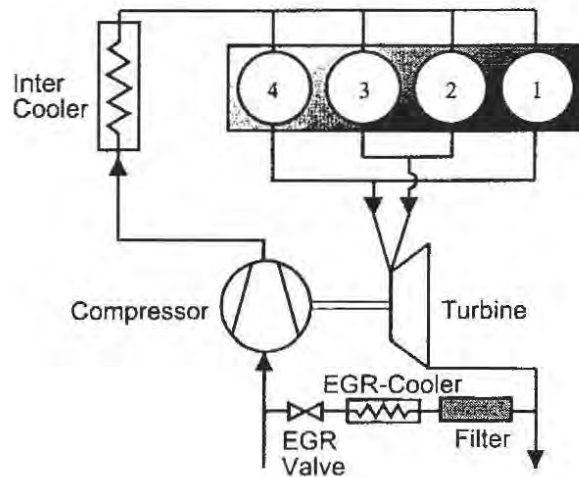 Inter
Cooler
4
3
2
1
Compressor
Turbine
EGR-Cooler
EGR
Valve
Filter